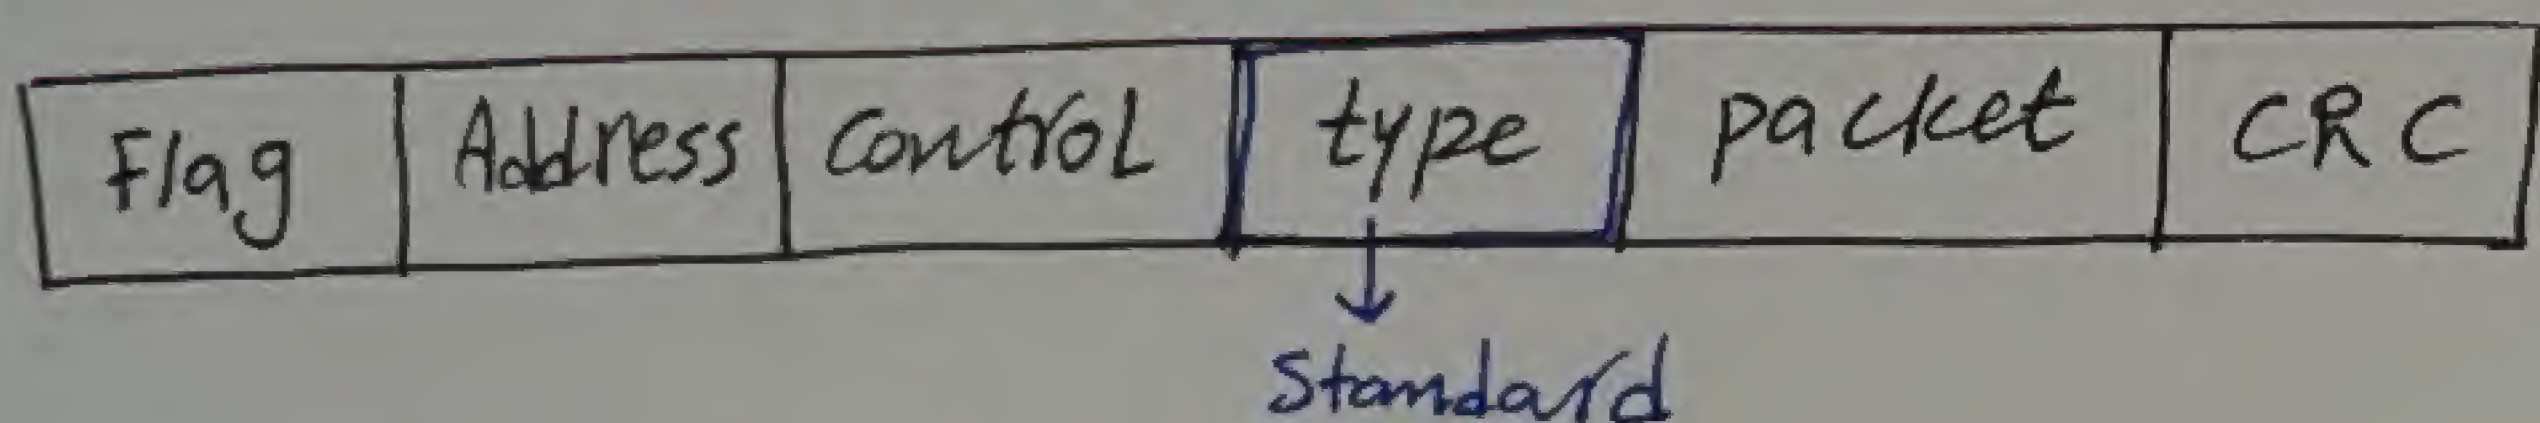 Flag Address Control type packet CRC
Standard